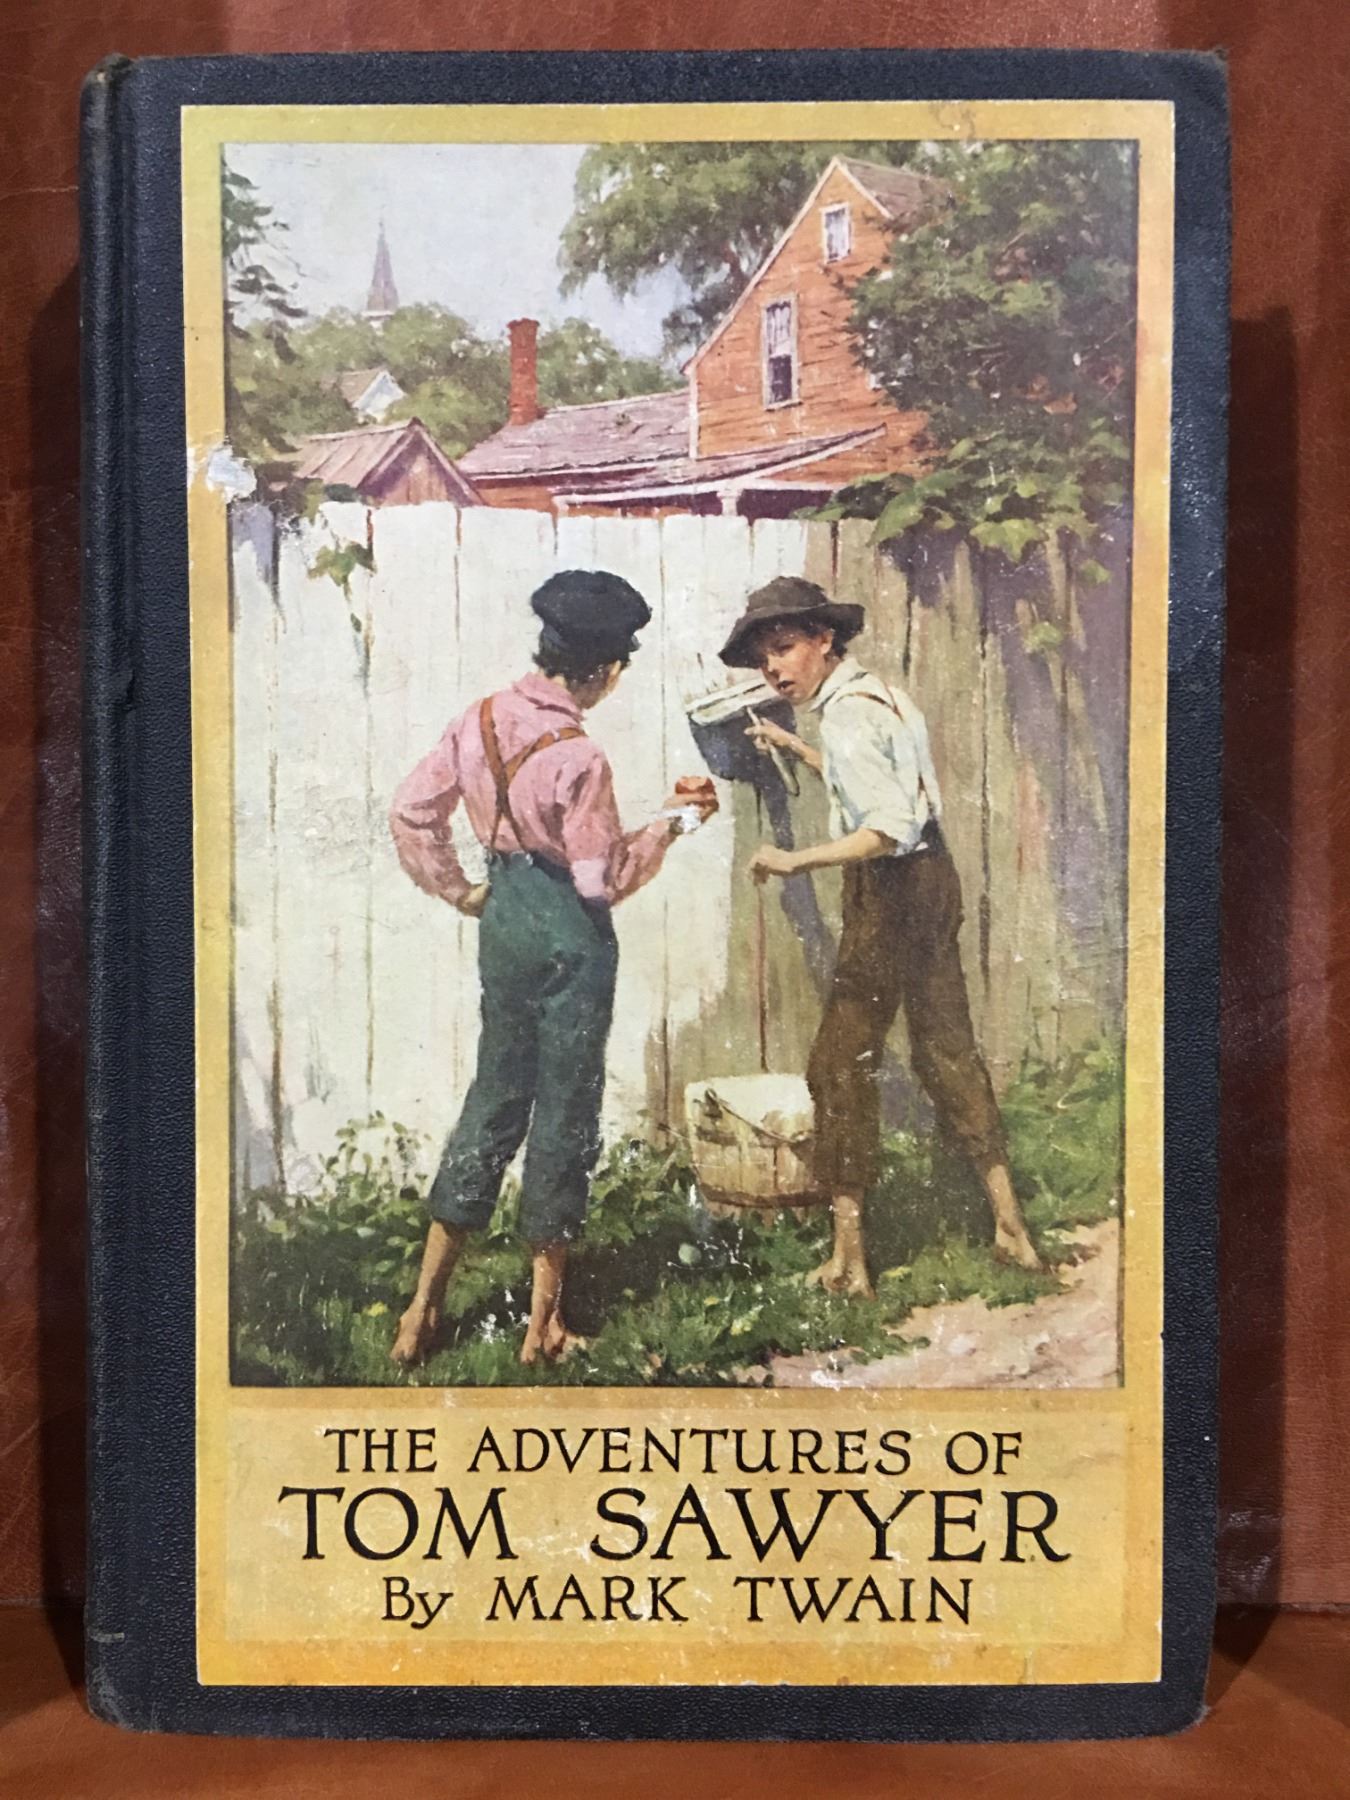 THE ADVENTURES OF
TOM SAWYER
By MARK TWAIN